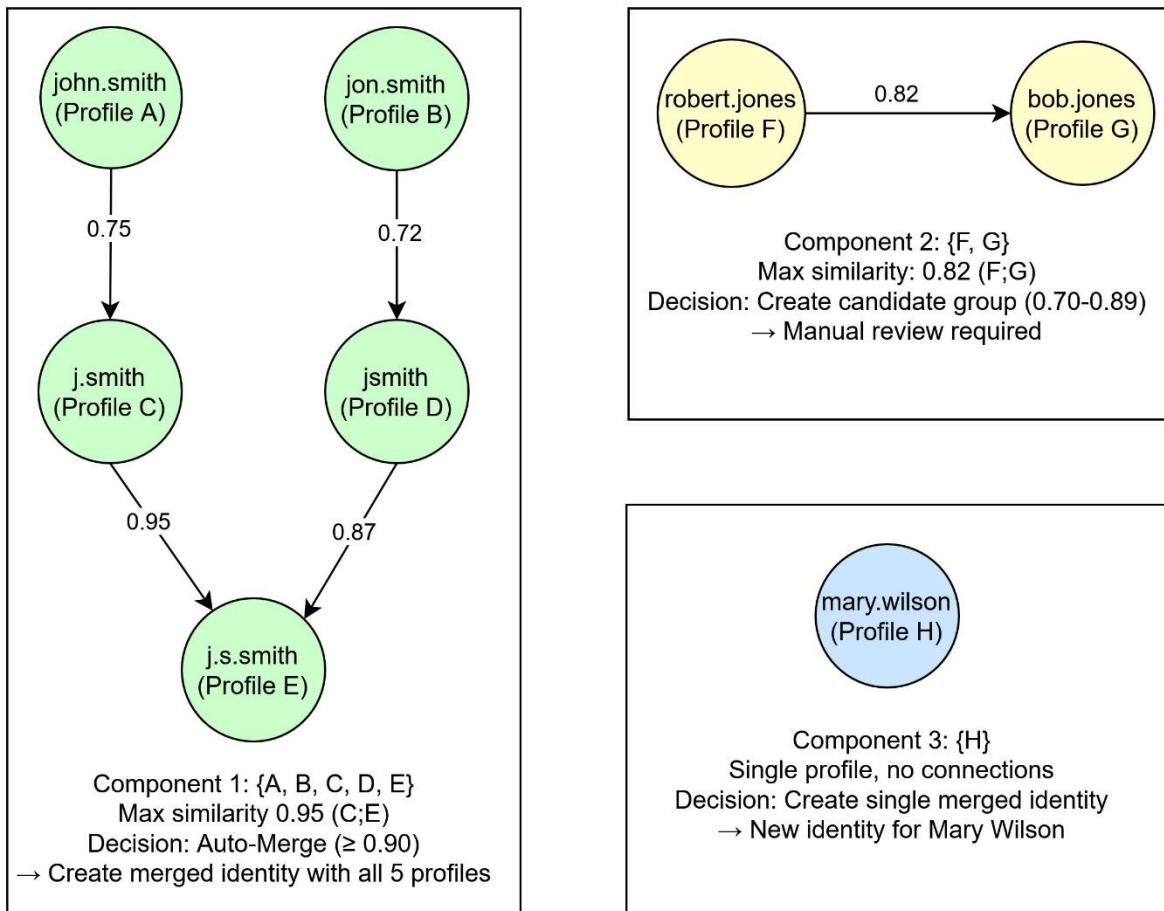 john.smith
(Profile A)
jon.smith
(Profile B)
0.75
0.72
j.smith
(Profile C)
jsmith
(Profile D)
0.95
0.87
j.s.smith
(Profile E)
Component 1: {A, B, C, D, E}
Max similarity 0.95 (C;E)
Decision: Auto-Merge (≥ 0.90)
→ Create merged identity with all 5 profiles
robert.jones
(Profile F)
0.82
bob.jones
(Profile G)
Component 2: {F, G}
Max similarity: 0.82 (F;G)
Decision: Create candidate group (0.70-0.89)
→ Manual review required
mary.wilson
(Profile H)
Component 3: {H}
Single profile, no connections
Decision: Create single merged identity
→ New identity for Mary Wilson